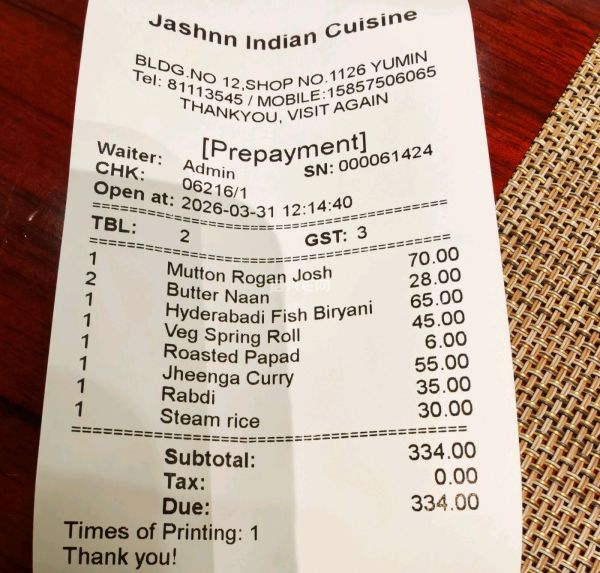 Jashnn Indian Cuisine
BLDG.NO 12,SHOP NO.1126 YUMIN
Tel: 81113545 / MOBILE:15857506065
THANKYOU, VISIT AGAIN
[Prepayment]
Waiter: Admin SN: 000061424
CHK: 06216/1
Open at: 2026-03-31 12:14:40
TBL: 2 GST: 3
1 Mutton Rogan Josh 70.00
2 Butter Naan 28.00
1 Hyderabadi Fish Biryani 65.00
1 Veg Spring Roll 45.00
1 Roasted Papad 6.00
1 Jheenga Curry 55.00
1 Rabdi 35.00
1 Steam rice 30.00
Subtotal: 334.00
Tax: 0.00
Due: 334.00
Times of Printing: 1
Thank you!